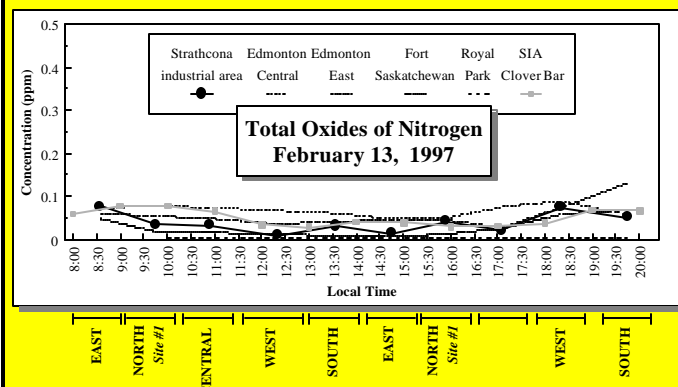 0.5
0.4
0.3
0.2
0.1
0
Concentration (ppm)
Strathcona Edmonton Edmonton Fort Royal SIA
industrial area Central East Saskatchewan Park Clover Bar
Total Oxides of Nitrogen
February 13, 1997
8:00 8:30 9:00 9:30 10:00 10:30 11:00 11:30 12:00 12:30 13:00 13:30 14:00 14:30 15:00 15:30 16:00 16:30 17:00 17:30 18:00 18:30 19:00 19:30 20:00
Local Time
EAST
NORTH
Site #1
ENTRAL
WEST
SOUTH
EAST
NORTH
Site #1
WEST
SOUTH